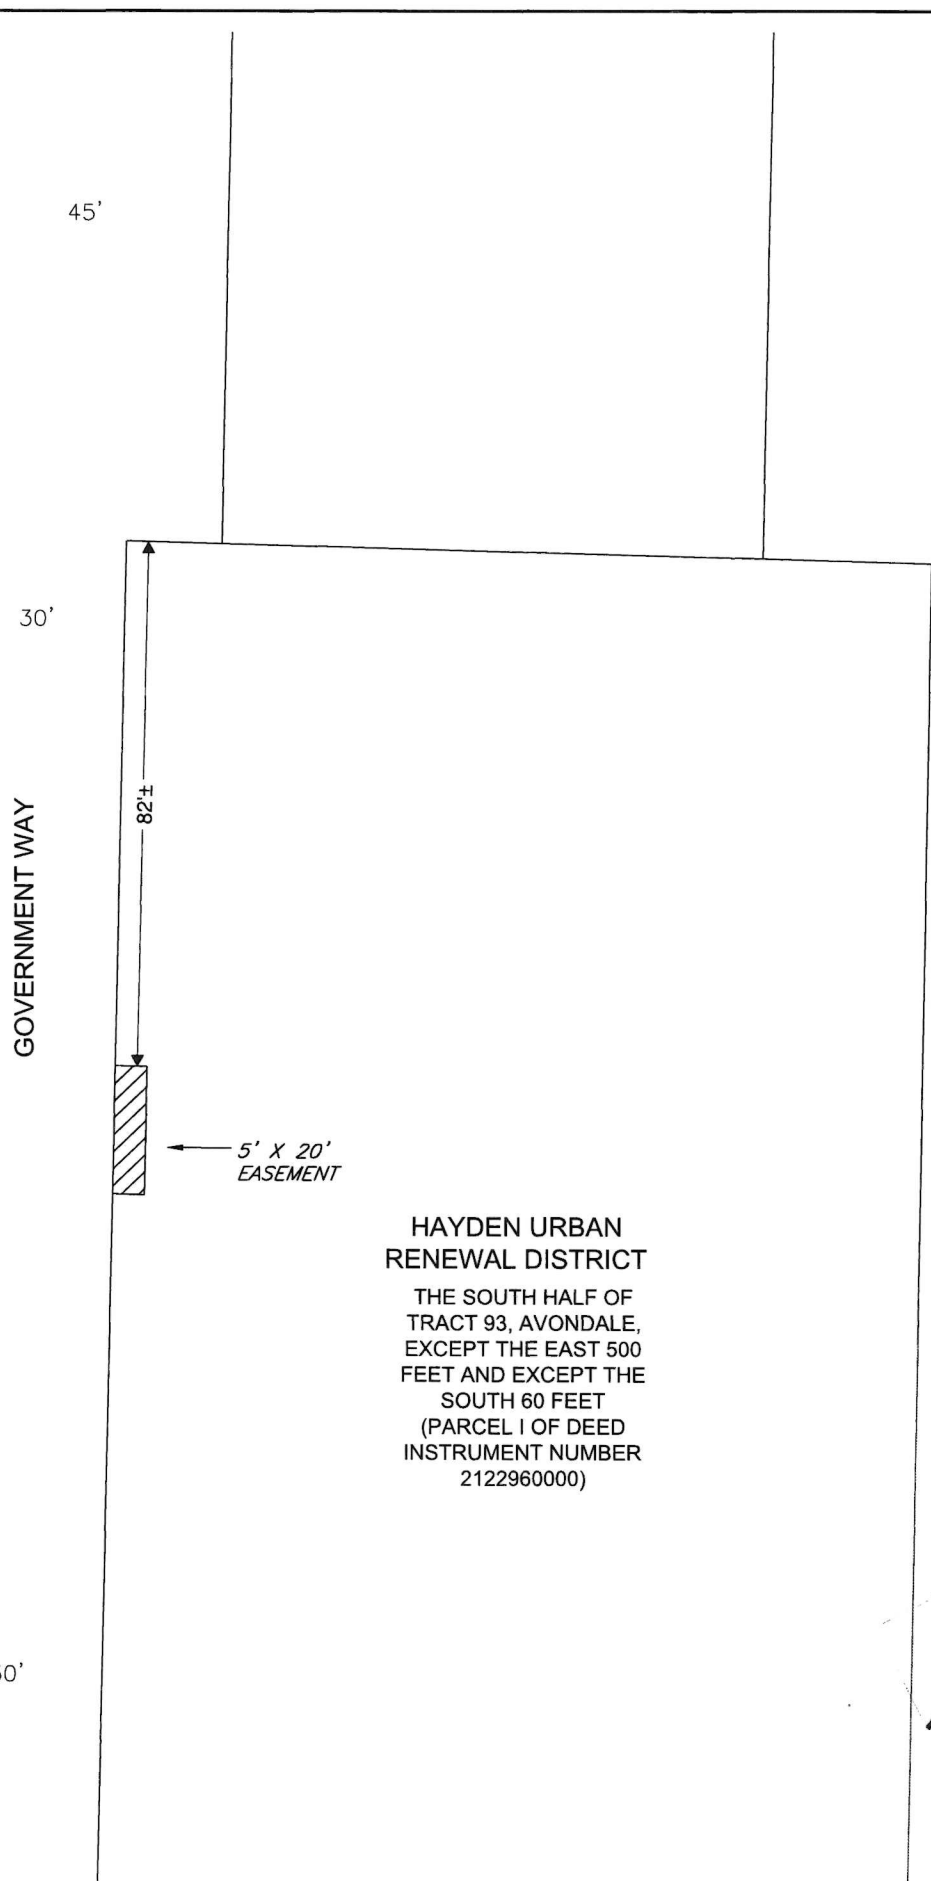 45'
30'
82'±
GOVERNMENT WAY
5' X 20'
EASEMENT
HAYDEN URBAN
RENEWAL DISTRICT
THE SOUTH HALF OF
TRACT 93, AVONDALE,
EXCEPT THE EAST 500
FEET AND EXCEPT THE
SOUTH 60 FEET
(PARCEL I OF DEED
INSTRUMENT NUMBER
2122960000)